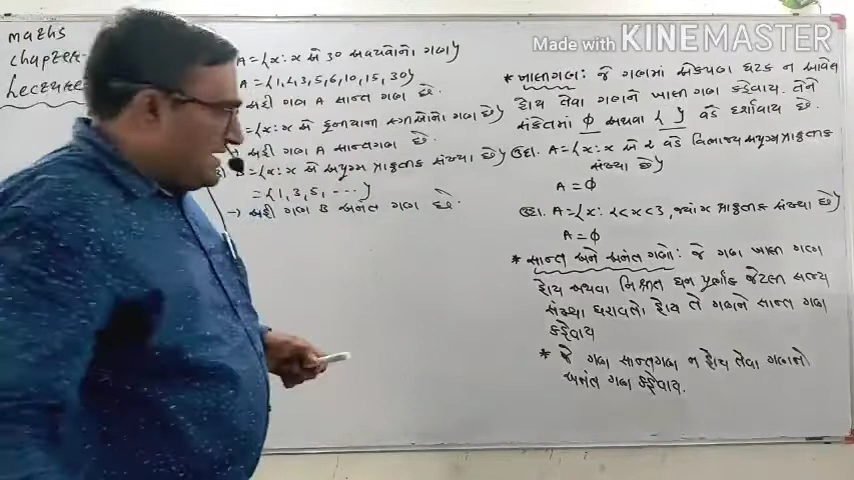 maths
chapter-
Lecture
A = {x : x એ 30 અવયવોનો ગણ}
A = {1,2,3,5,6,10,15,30}
અહી ગણ A સાન્ત ગણ છે.
= {x : x એ દુનિયાની નો ગણ છે}
અહી ગણ A સાન્તગણ છે.
B = {x : x એ અયુગ્મ પ્રાકૃતિક સંખ્યા છે}
= {1, 3, 5, ---}
→ અહી ગણ B અનંત ગણ છે.
Made with KINEMASTER
* ખાલીગણ : જે ગણમાં એકપણ ઘટક ન આવેલ
હોય તેવા ગણને ખાલી ગણ કહેવાય. તેને
સંકેતમાં ϕ અથવા { } વડે દર્શાવાય છે.
ઉદા. A = {x : x એ 2 વડે વિભાજ્ય અયુગ્મ પ્રાકૃતિક
સંખ્યા છે}
A = ϕ
ઉદા. A = {x : 2<x<3, જ્યાં x પ્રાકૃતિક સંખ્યા છે}
A = ϕ
* સાન્ત અને અનંત ગણો : જે ગણ ખાલી ગણ
હોય અથવા નિશ્ચીત ધન પૂર્ણાંક જેટલી સભ્ય
સંખ્યા ધરાવતો હોય તે ગણને સાન્ત ગણ
કહેવાય
* જે ગણ સાન્તગણ ન હોય તેવા ગણનો
અનંત ગણ કહેવાય.